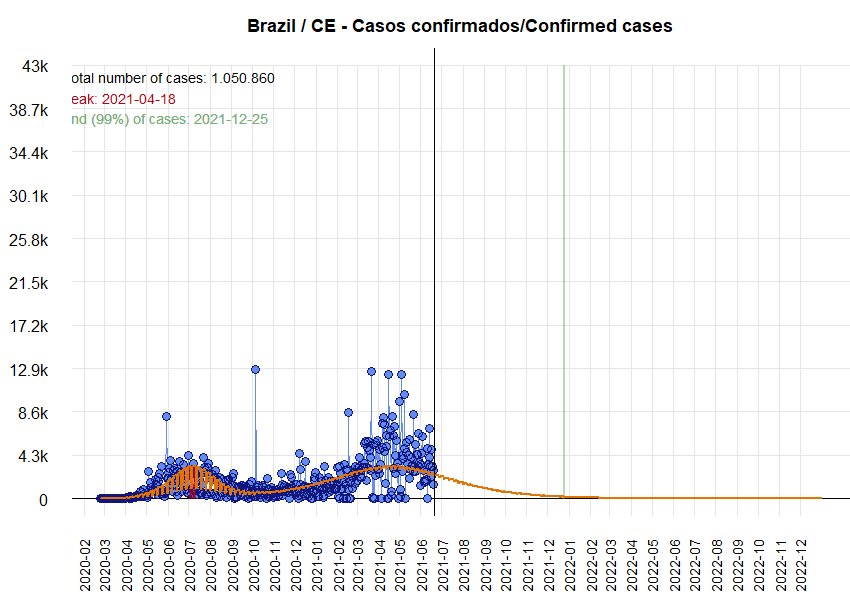 Brazil / CE - Casos confirmados/Confirmed cases
otal number of cases: 1.050.860
eak: 2021-04-18
nd (99%) of cases: 2021-12-25
43k
38.7k
34.4k
30.1k
25.8k
21.5k
17.2k
12.9k
8.6k
4.3k
0
2020-02
2020-03
2020-04
2020-05
2020-06
2020-07
2020-08
2020-09
2020-10
2020-11
2020-12
2021-01
2021-02
2021-03
2021-04
2021-05
2021-06
2021-07
2021-08
2021-09
2021-10
2021-11
2021-12
2022-01
2022-02
2022-03
2022-04
2022-05
2022-06
2022-07
2022-08
2022-09
2022-10
2022-11
2022-12